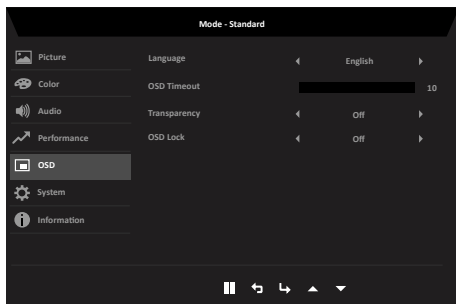 Mode - Standard
Picture
Color
Audio
Performance
OSD
System
Information
Language English
OSD Timeout 10
Transparency Off
OSD Lock Off